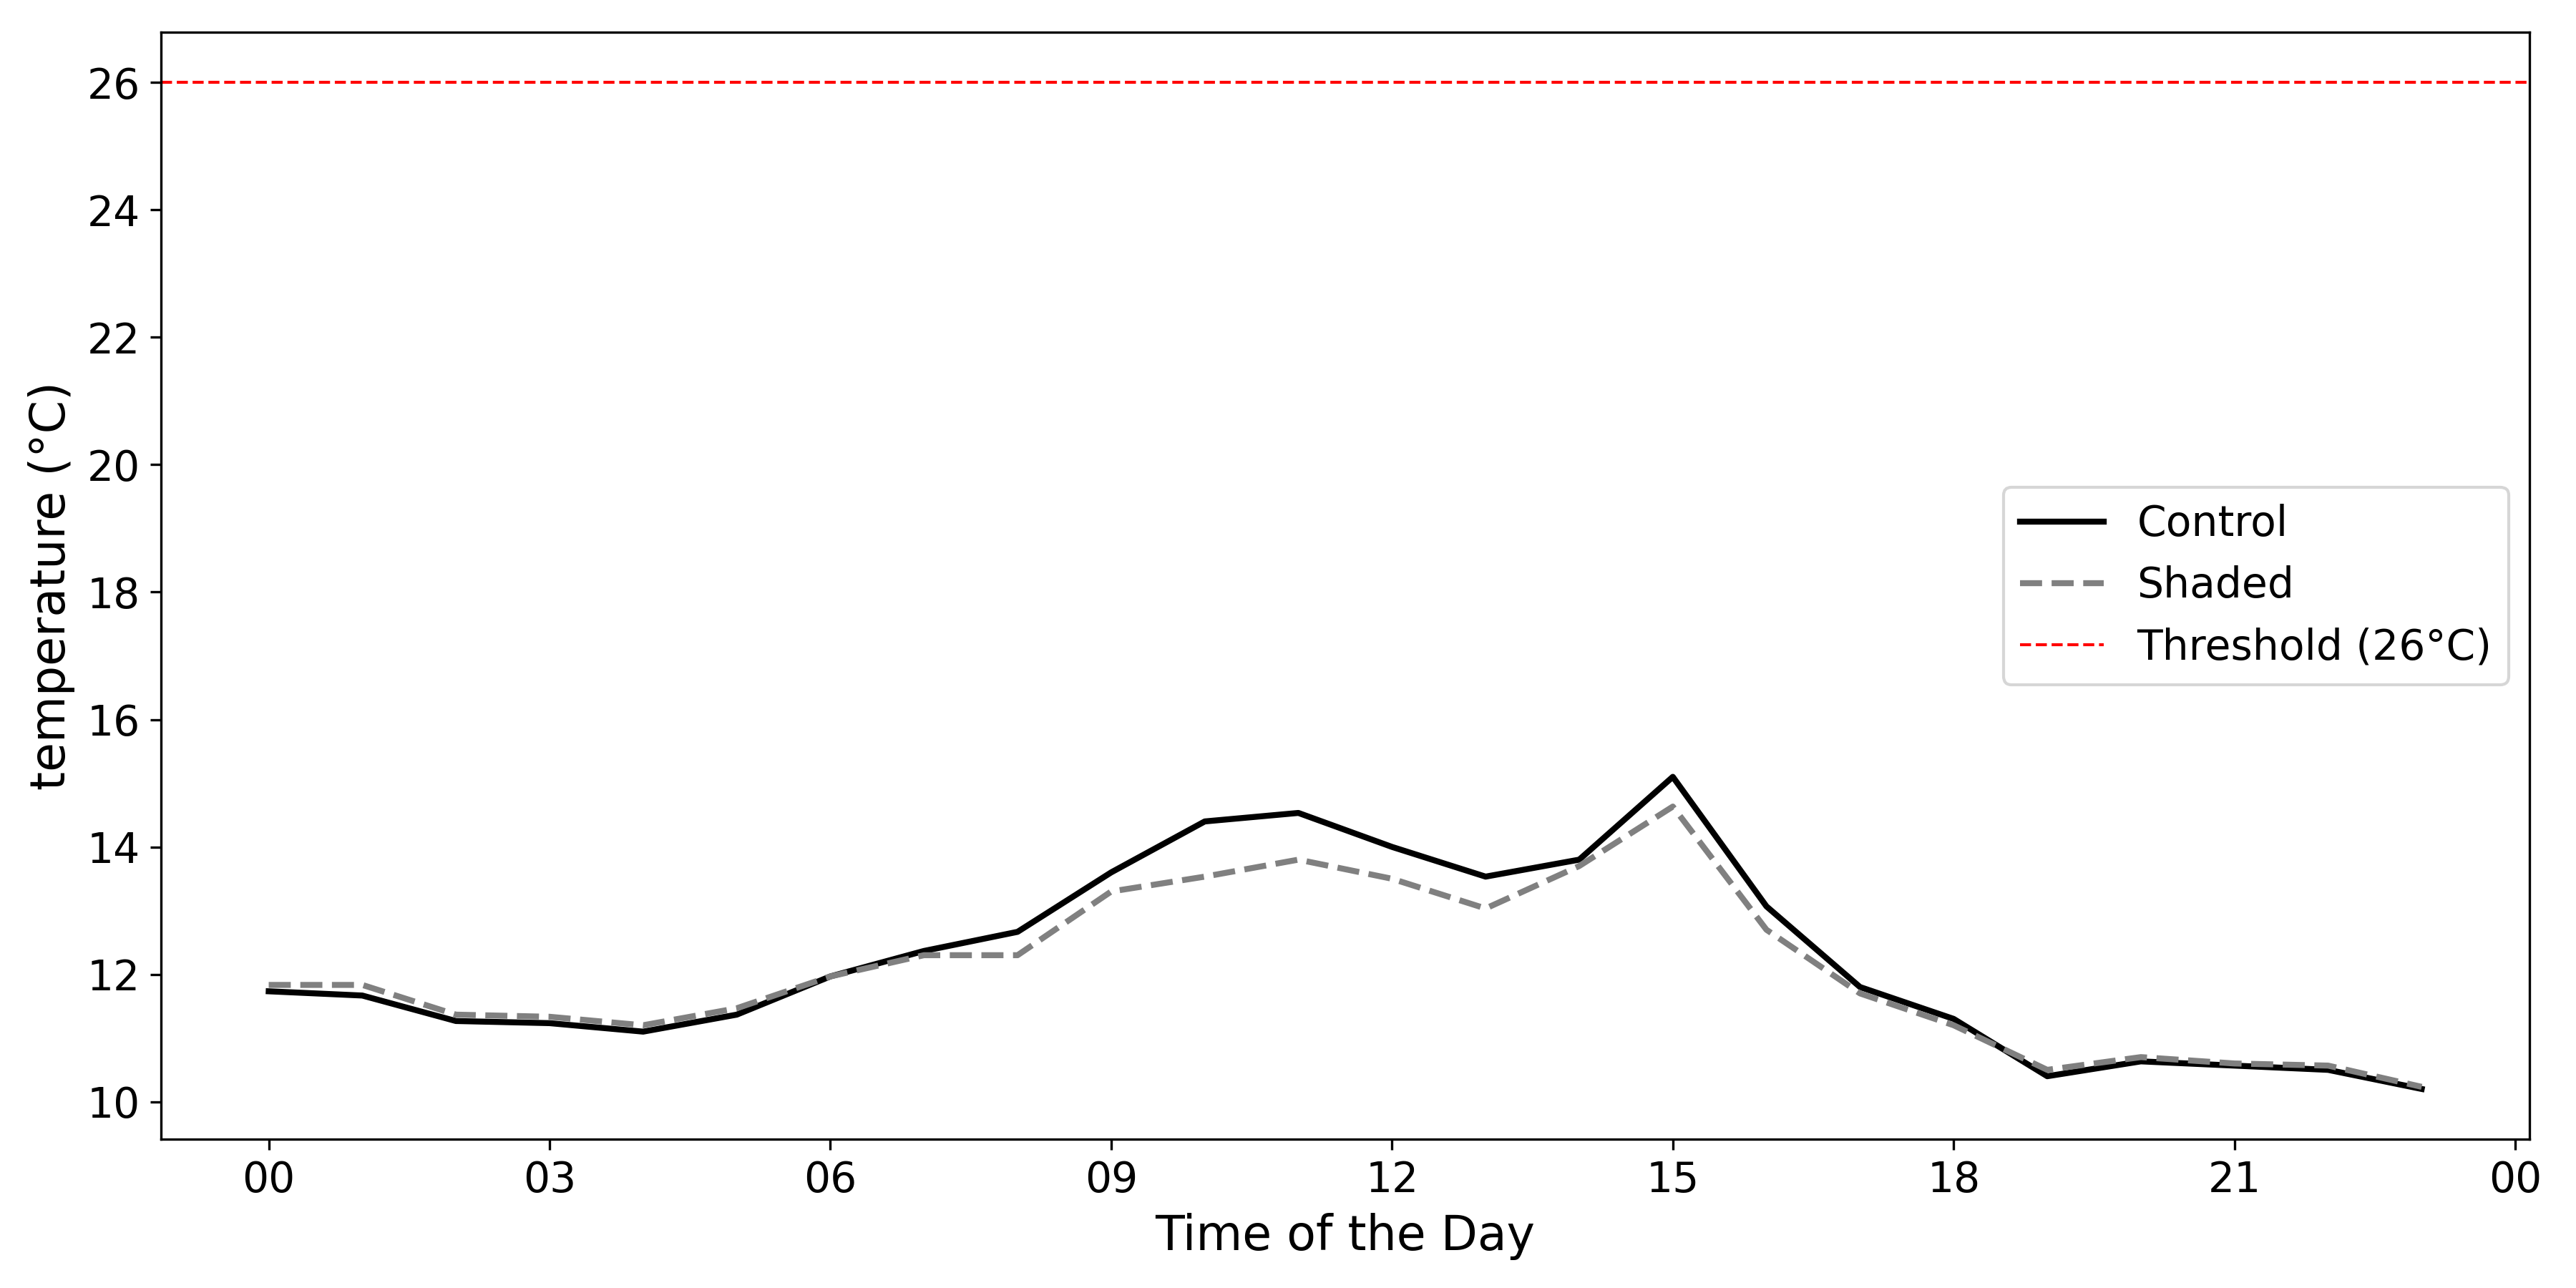 26
24
22
20
18
16
14
12
10
temperature (°C)
Control
Shaded
Threshold (26°C)
00 03 06 09 12 15 18 21 00
Time of the Day